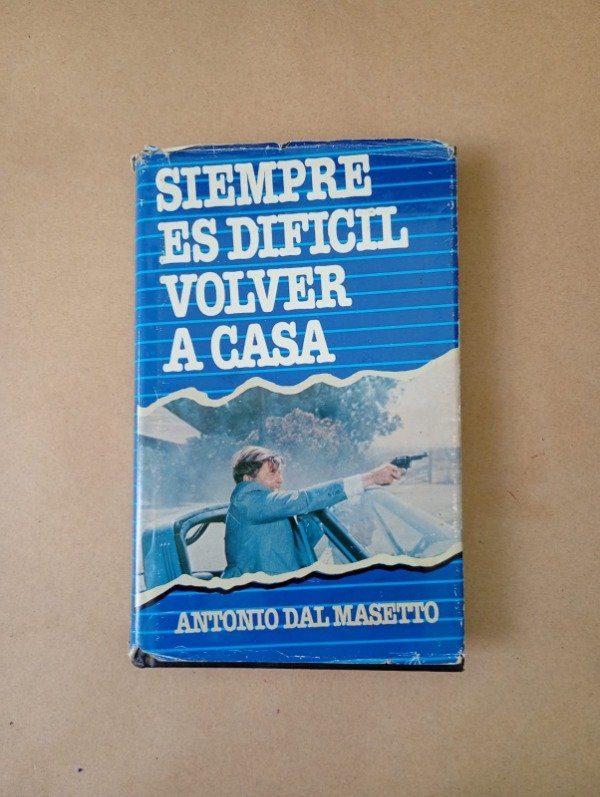 SIEMPRE
ES DIFICIL
VOLVER
A CASA
ANTONIO DAL MASETTO